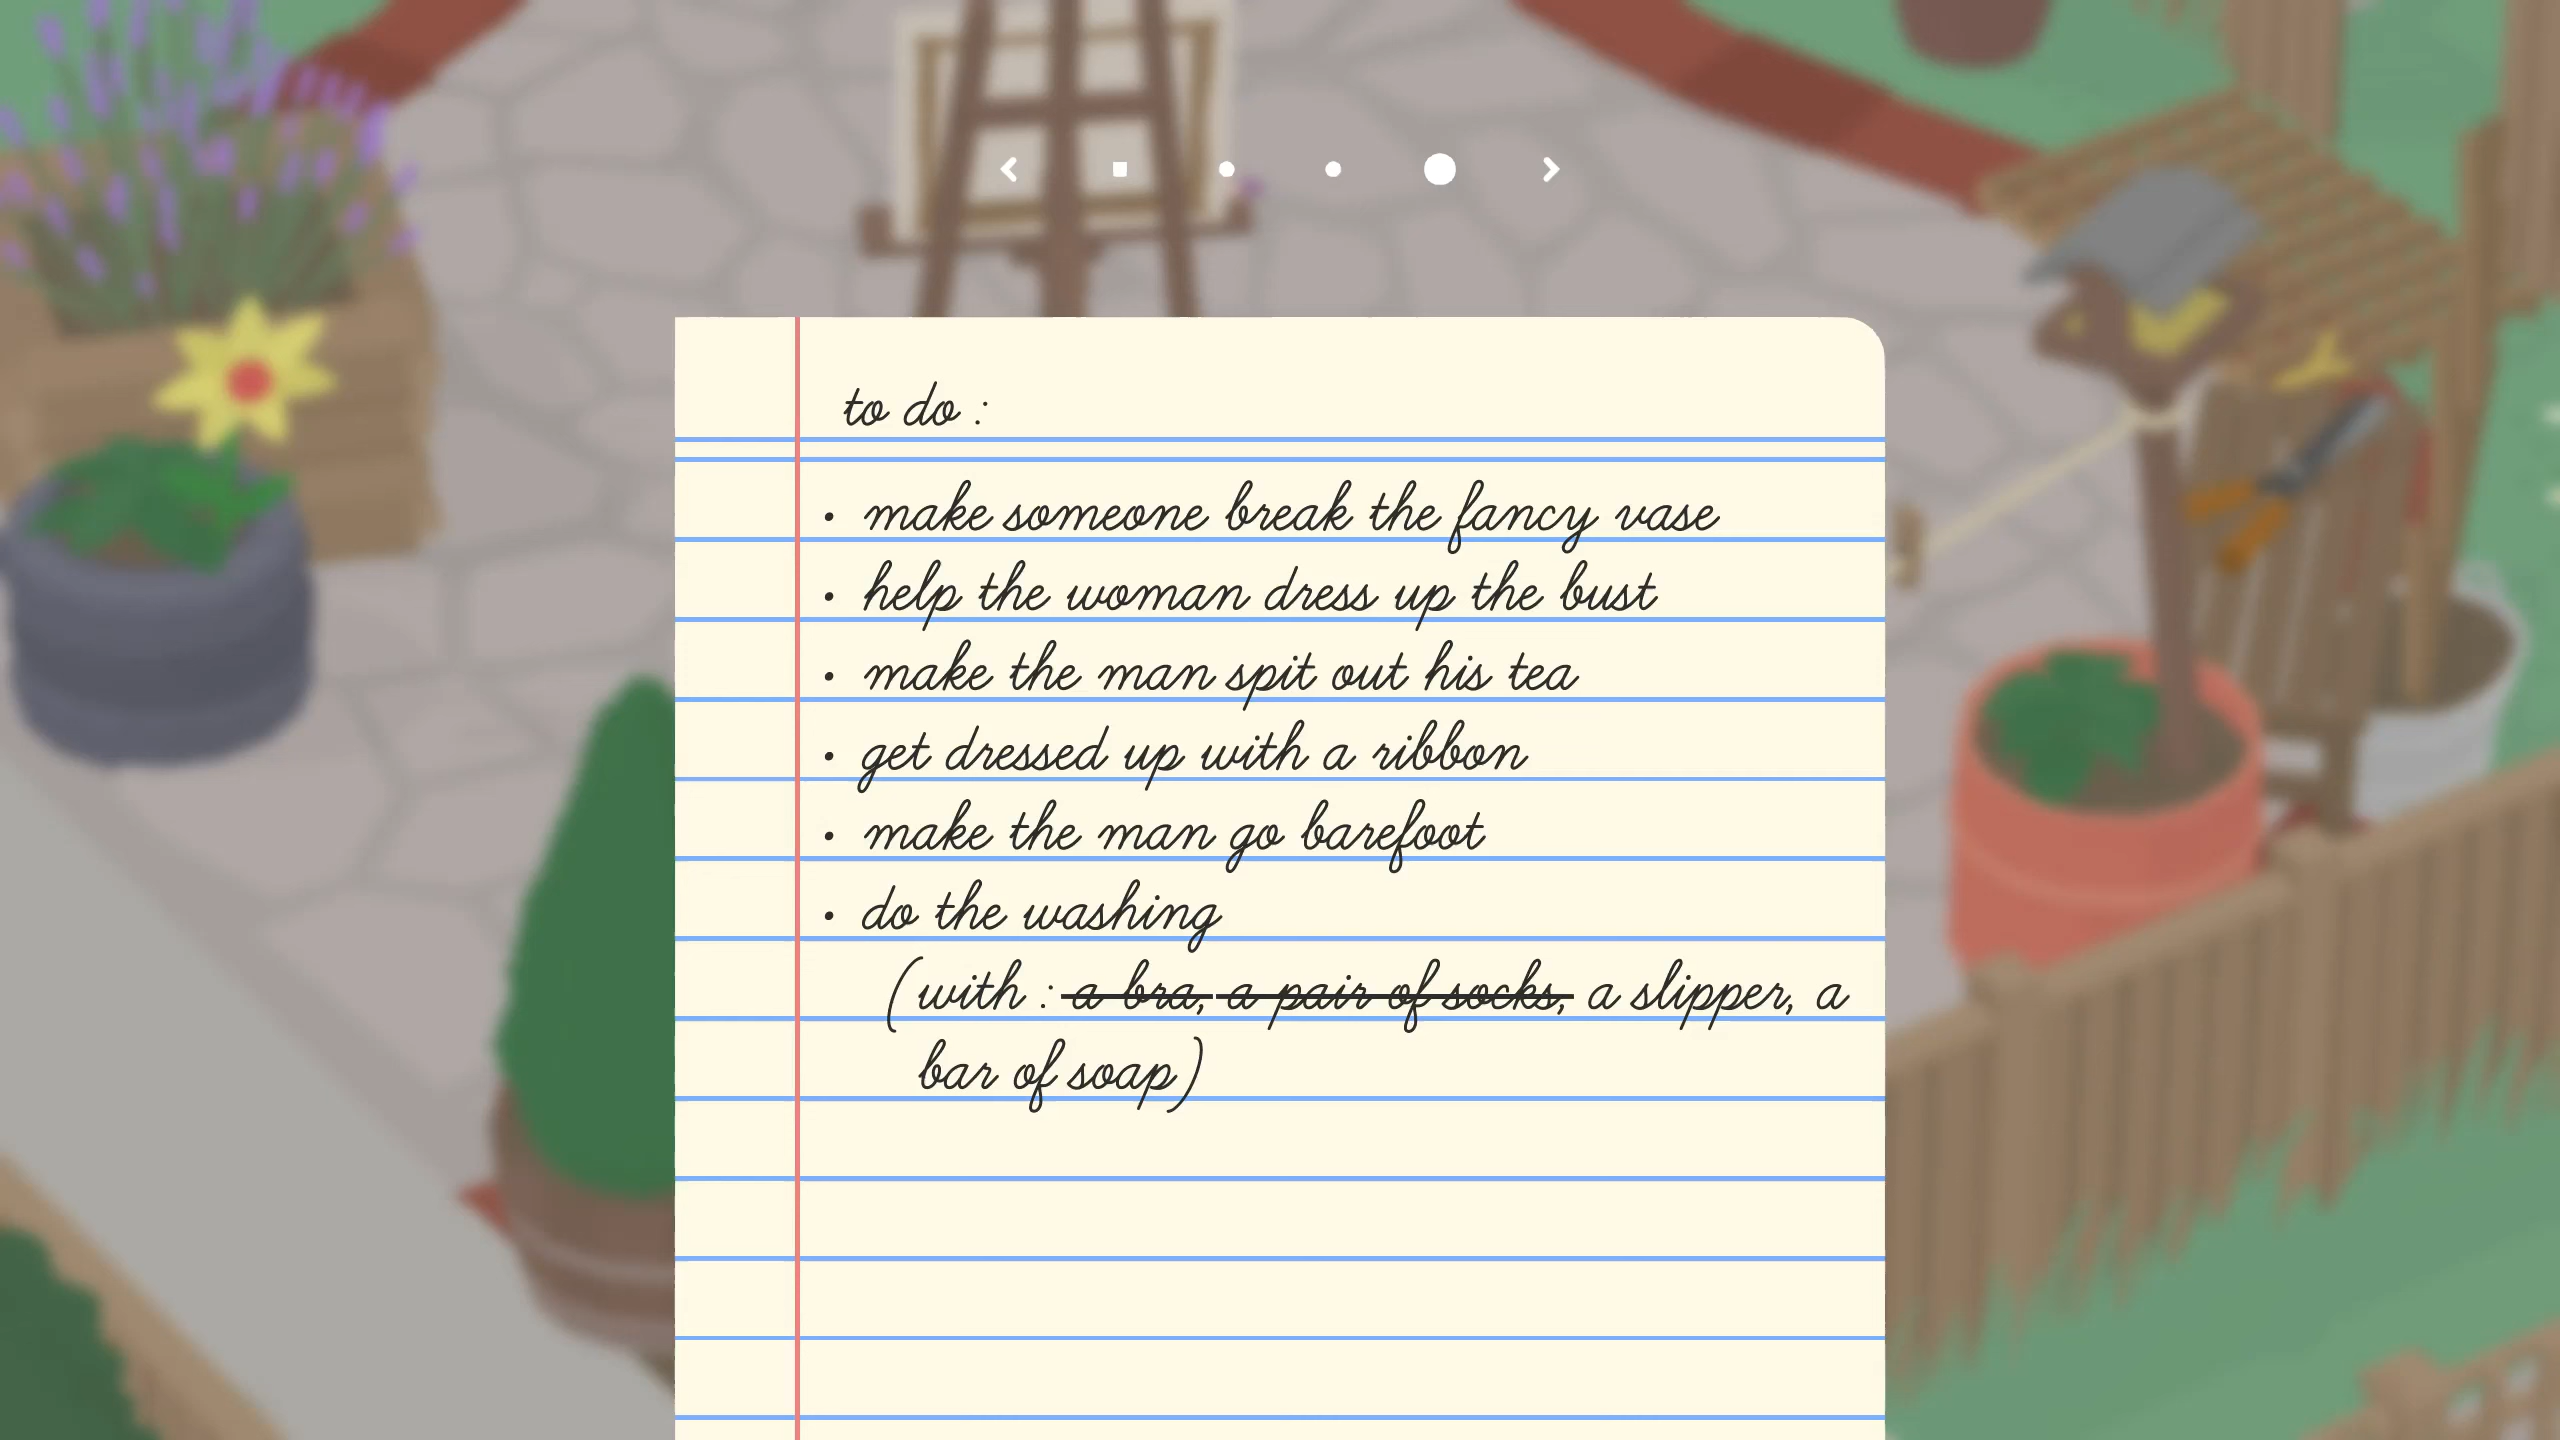 to do :
• make someone break the fancy vase
• help the woman dress up the bust
• make the man spit out his tea
• get dressed up with a ribbon
• make the man go barefoot
• do the washing
(with : a bra, a pair of socks, a slipper, a
bar of soap)